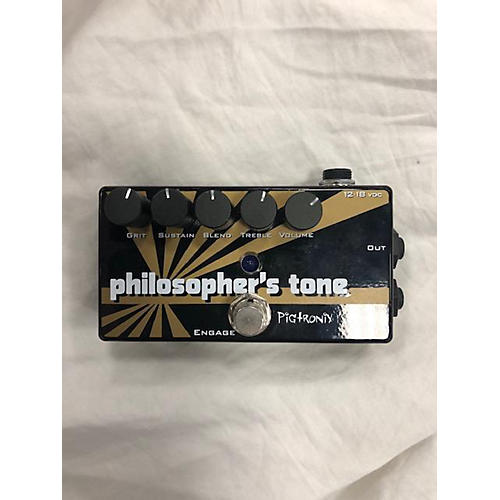 12-18 VDC
GRIT SUSTAIN BLEND TREBLE VOLUME
OUT
philosopher's tone
PigtroniX
ENGAGE